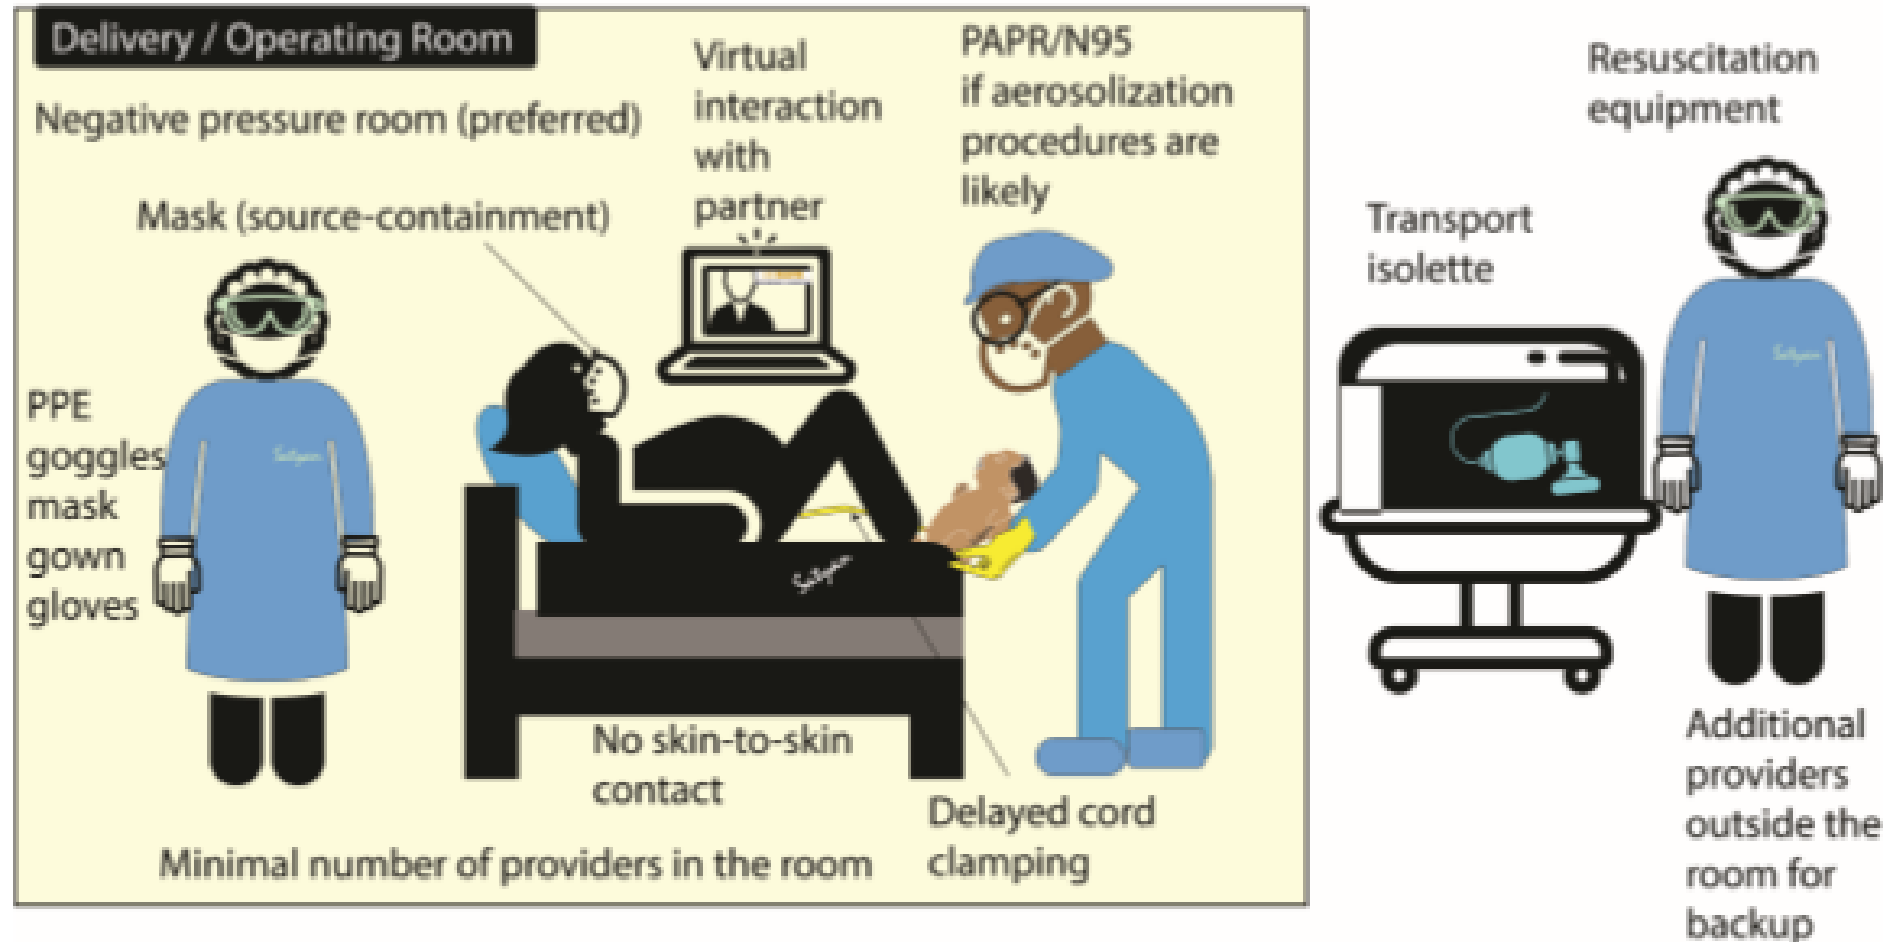 Delivery / Operating Room
Negative pressure room (preferred)
Mask (source-containment)
Virtual
interaction
with
partner
PAPR/N95
if aerosolization
procedures are
likely
PPE
goggles
mask
gown
gloves
No skin-to-skin
contact
Minimal number of providers in the room
Delayed cord
clamping
Resuscitation
equipment
Transport
isolette
Additional
providers
outside the
room for
backup